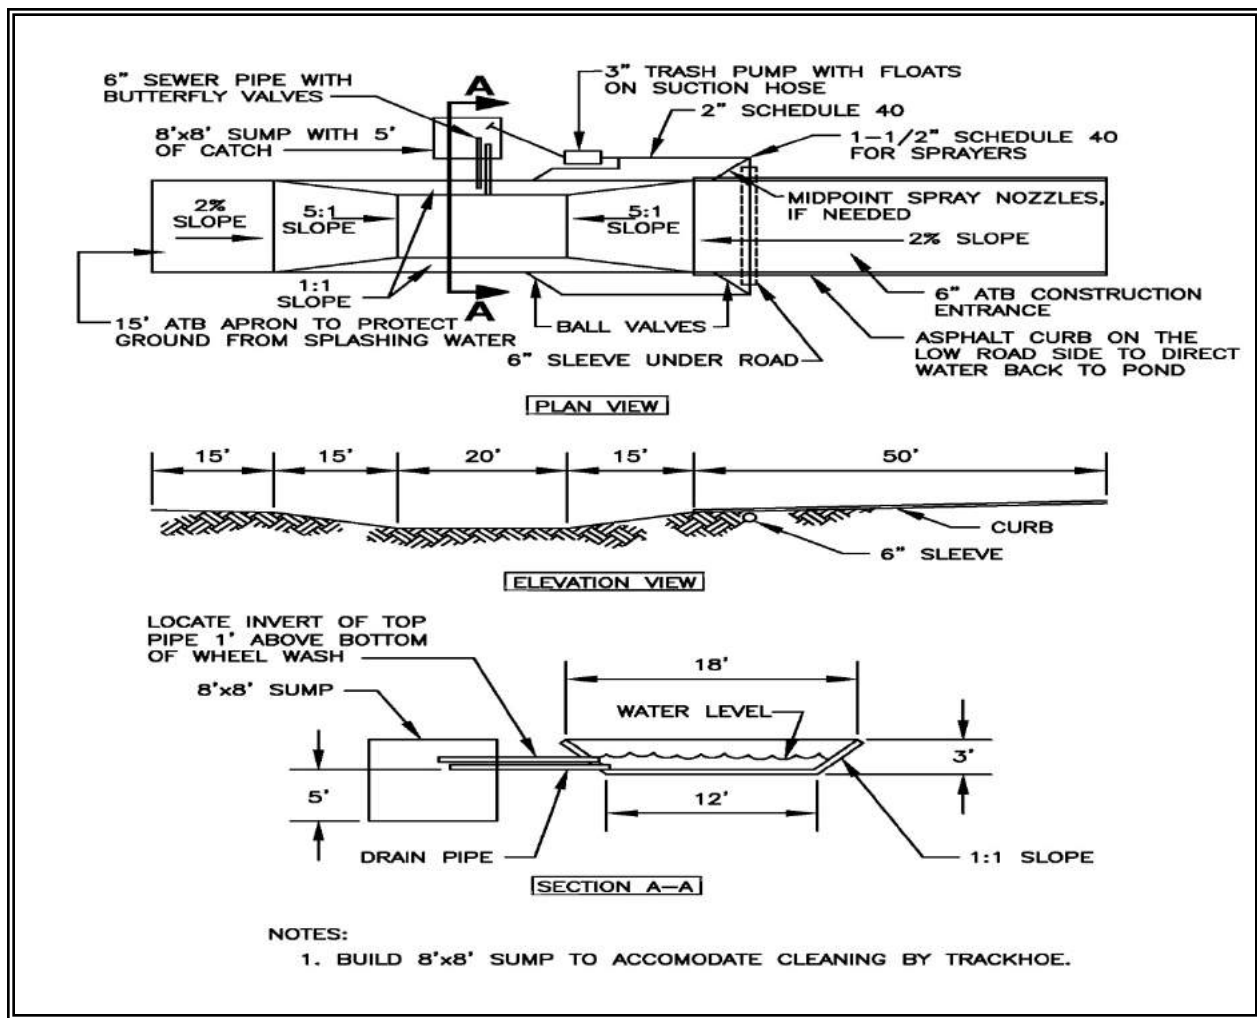 6" SEWER PIPE WITH
BUTTERFLY VALVES
A
3" TRASH PUMP WITH FLOATS
ON SUCTION HOSE
2" SCHEDULE 40
8'x8' SUMP WITH 5'
OF CATCH
1-1/2" SCHEDULE 40
FOR SPRAYERS
2%
SLOPE
5:1
SLOPE
5:1
SLOPE
MIDPOINT SPRAY NOZZLES,
IF NEEDED
2% SLOPE
1:1
SLOPE
A
15' ATB APRON TO PROTECT
GROUND FROM SPLASHING WATER
BALL VALVES
6" SLEEVE UNDER ROAD
6" ATB CONSTRUCTION
ENTRANCE
ASPHALT CURB ON THE
LOW ROAD SIDE TO DIRECT
WATER BACK TO POND
PLAN VIEW
15'
15'
20'
15'
50'
CURB
6" SLEEVE
ELEVATION VIEW
LOCATE INVERT OF TOP
PIPE 1' ABOVE BOTTOM
OF WHEEL WASH
8'x8' SUMP
18'
WATER LEVEL
3'
5'
12'
DRAIN PIPE
1:1 SLOPE
SECTION A-A
NOTES:
1. BUILD 8'x8' SUMP TO ACCOMODATE CLEANING BY TRACKHOE.